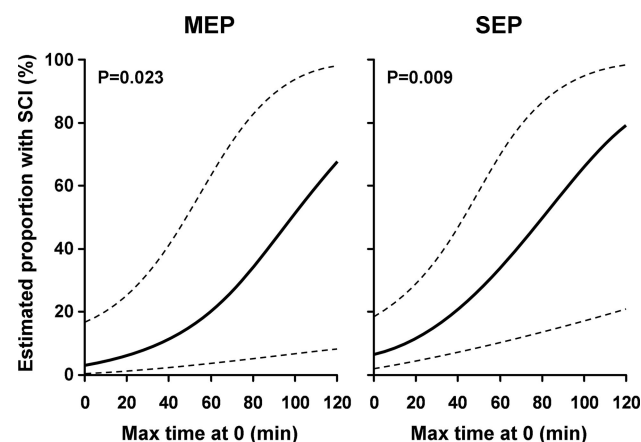 MEP SEP
Estimated proportion with SCI (%)
100
80
60
40
20
0
P=0.023
P=0.009
0 20 40 60 80 100 120
0 20 40 60 80 100 120
Max time at 0 (min)
Max time at 0 (min)